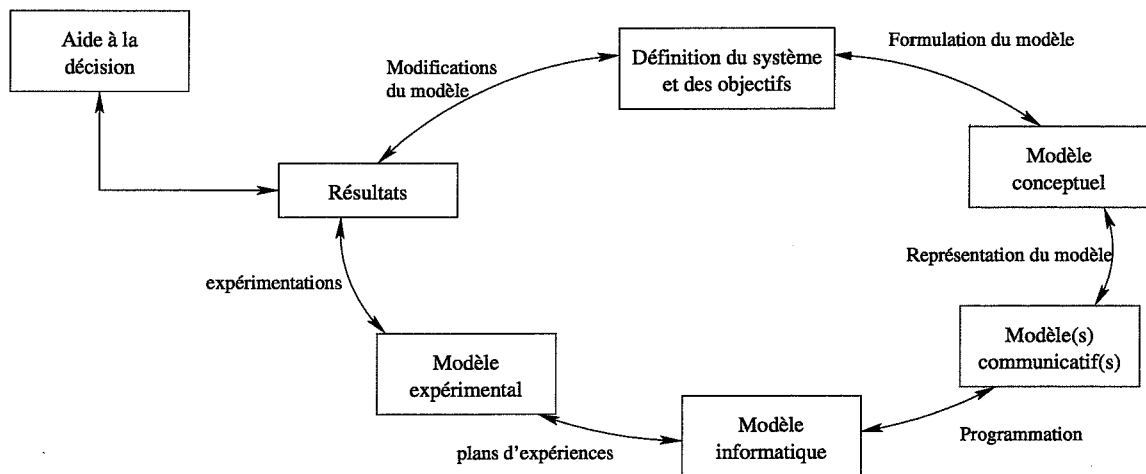 Aide à la
décision
Modifications
du modèle
Définition du système
et des objectifs
Formulation du modèle
Modèle
conceptuel
Résultats
Représentation du modèle
expérimentations
Modèle(s)
communicatif(s)
Modèle
expérimental
Modèle
informatique
Programmation
plans d'expériences